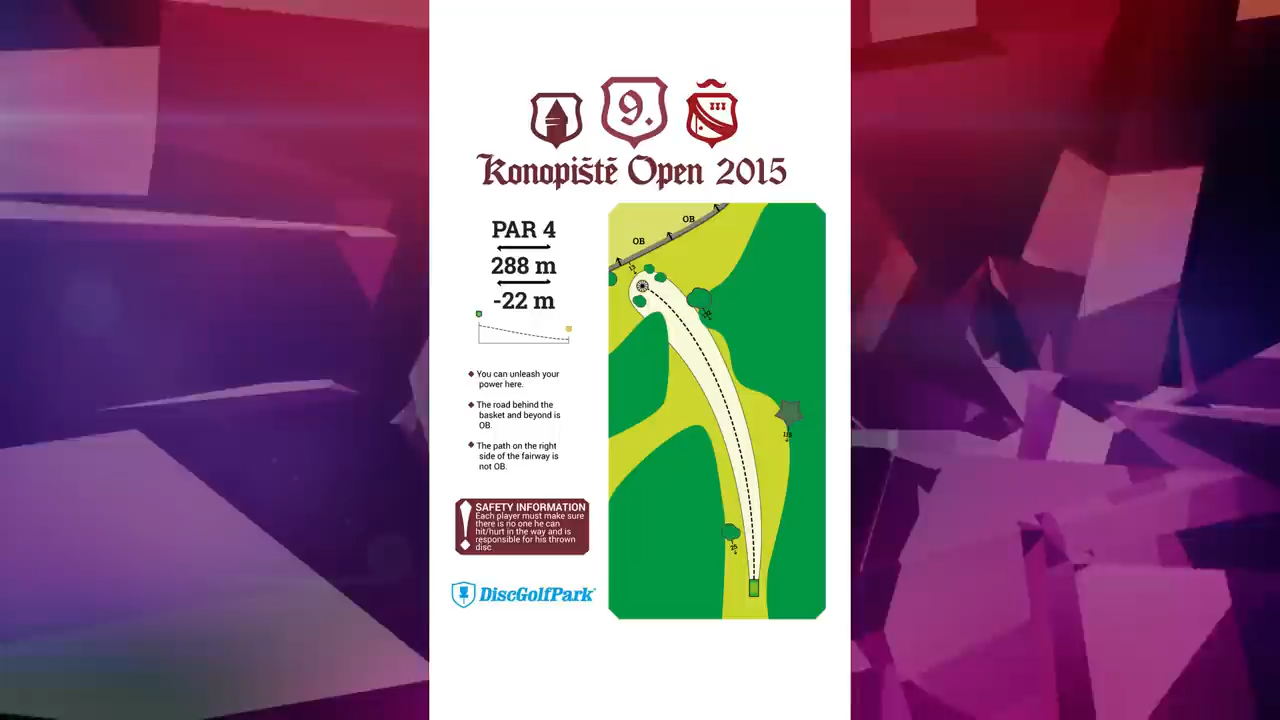 9.
Konopiště Open 2015
PAR 4
288 m
-22 m
You can unleash your
power here.
The road behind the
basket and beyond is
OB.
The path on the right
side of the fairway is
not OB.
SAFETY INFORMATION
Each player must make sure
there is no one he can
hit/hurt in the way and is
responsible for his thrown
disc
DiscGolfPark
OB
OB